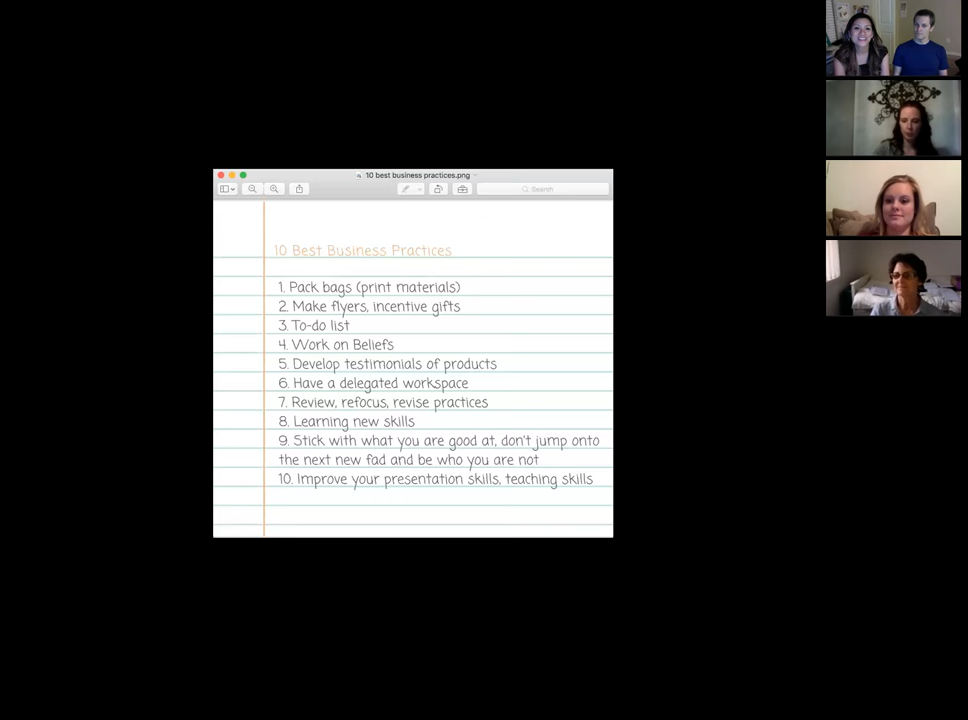 10 best business practices.png
Search
10 Best Business Practices
1. Pack bags (print materials)
2. Make flyers, incentive gifts
3. To-do list
4. Work on Beliefs
5. Develop testimonials of products
6. Have a delegated workspace
7. Review, refocus, revise practices
8. Learning new skills
9. Stick with what you are good at, don't jump onto
the next new fad and be who you are not
10. Improve your presentation skills, teaching skills